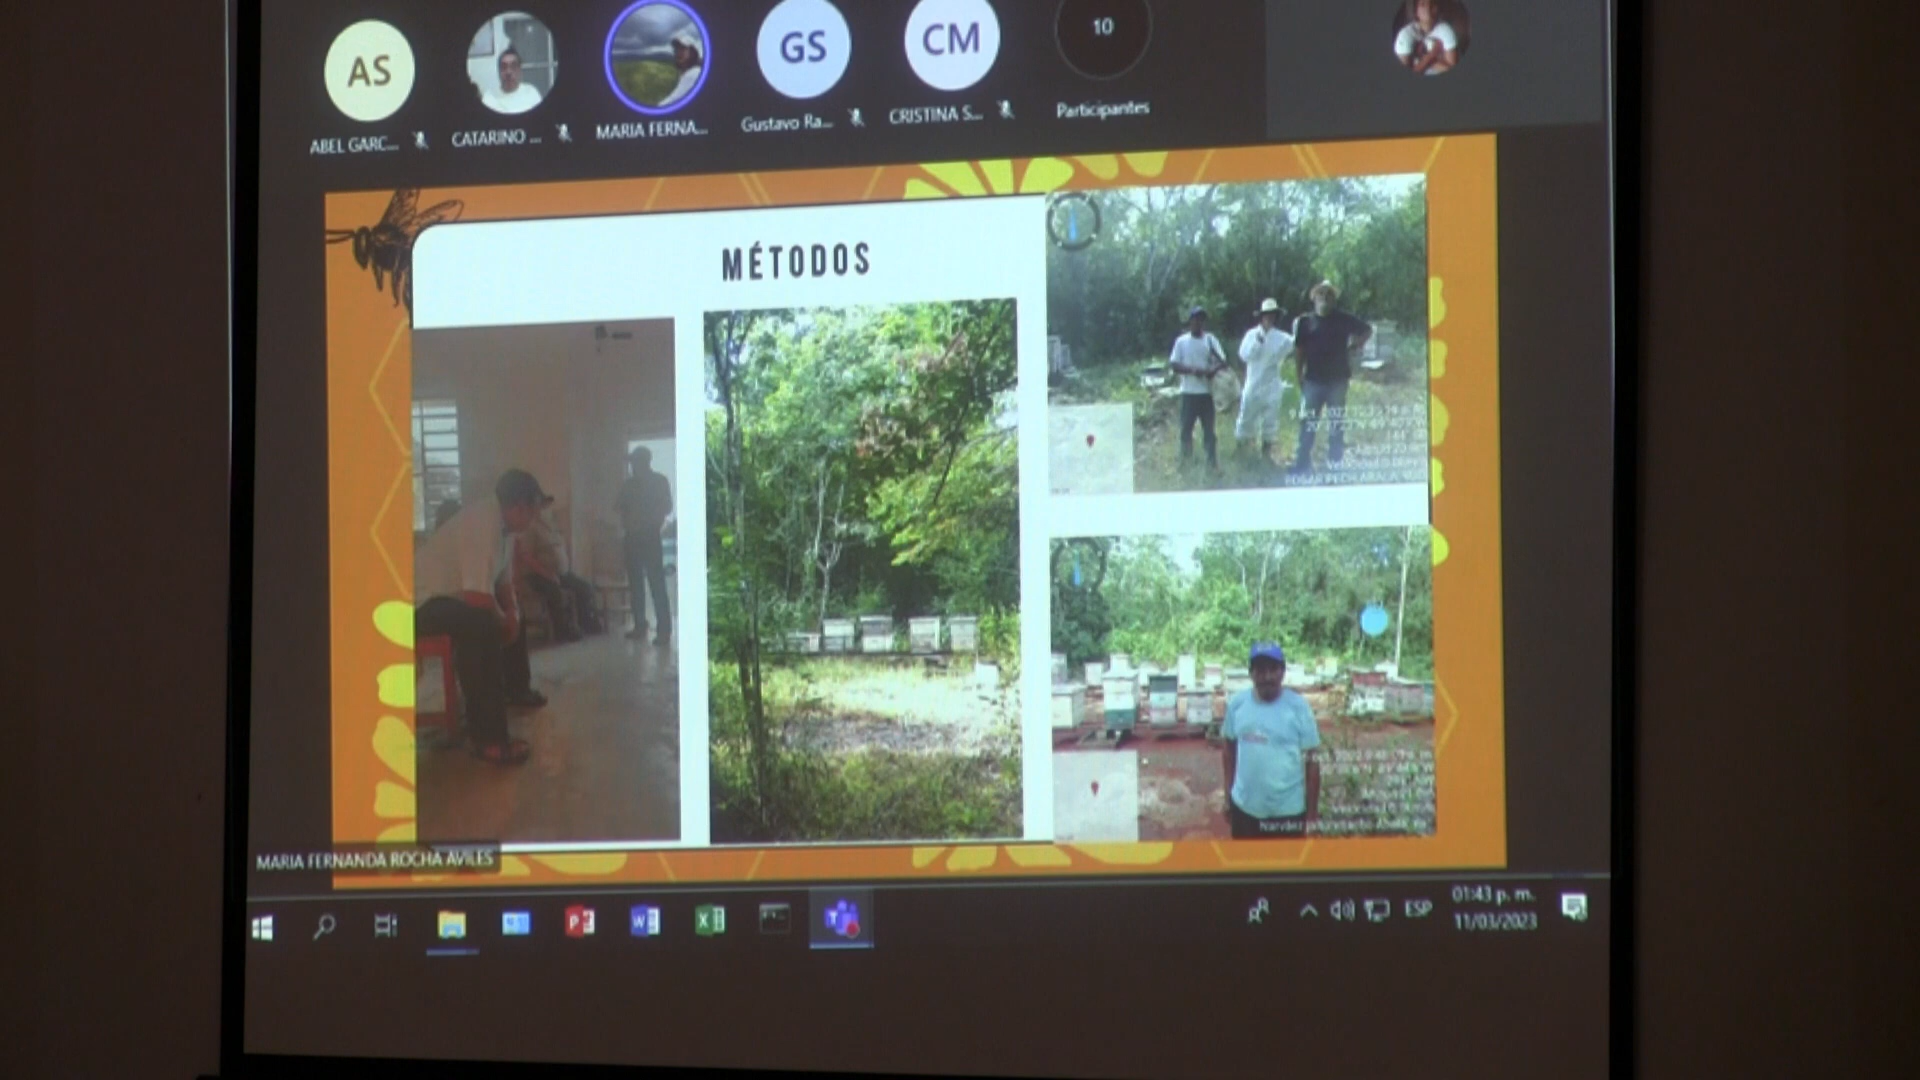 AS
GS
CM
10
ABEL GARC...
CATARINO ...
MARIA FERNA...
Gustavo Ra...
CRISTINA S...
Participantes
MÉTODOS
MARIA FERNANDA ROCHA AVILES
ESP
01:43 p. m.
11/03/2023